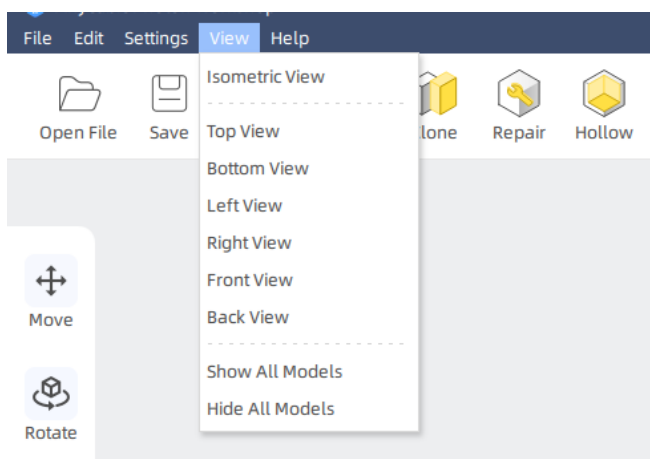 File Edit Settings View Help
Isometric View
Open File Save Repair Hollow
Top View
Bottom View
Left View
Right View
Front View
Back View
Show All Models
Hide All Models
Move
Rotate